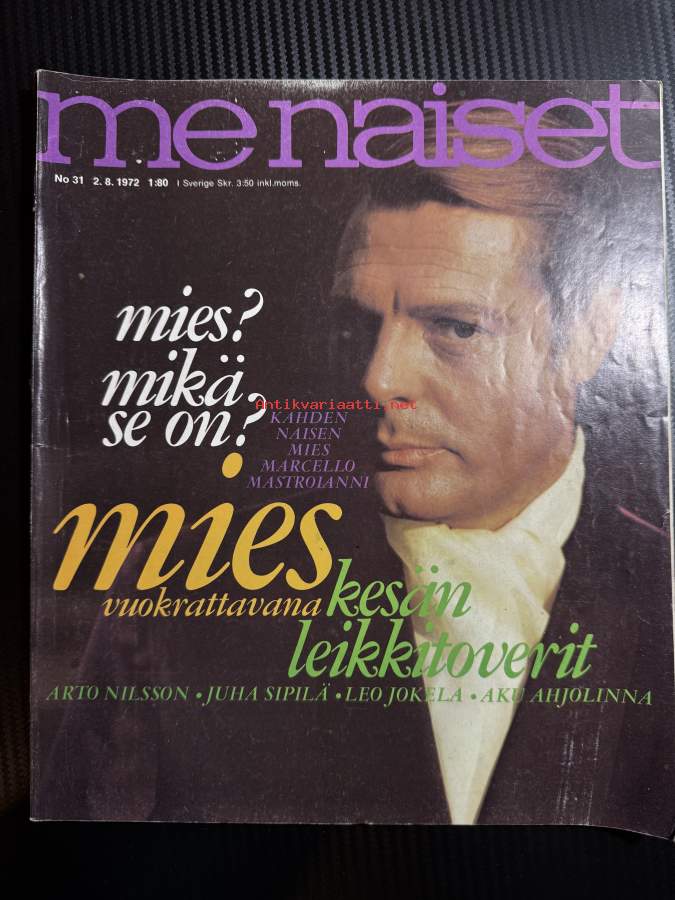 me naiset
No 31 2. 8. 1972 1:80 I Sverige Skr. 3:50 inkl.moms.
mies?
mikä
se on?
Antikvariaatti.net
KAHDEN
NAISEN
MIES
MARCELLO
MASTROIANNI
mies
vuokrattavana
kesän
leikkitoverit
ARTO NILSSON • JUHA SIPILÄ • LEO JOKELA • AKU AHJOLINNA